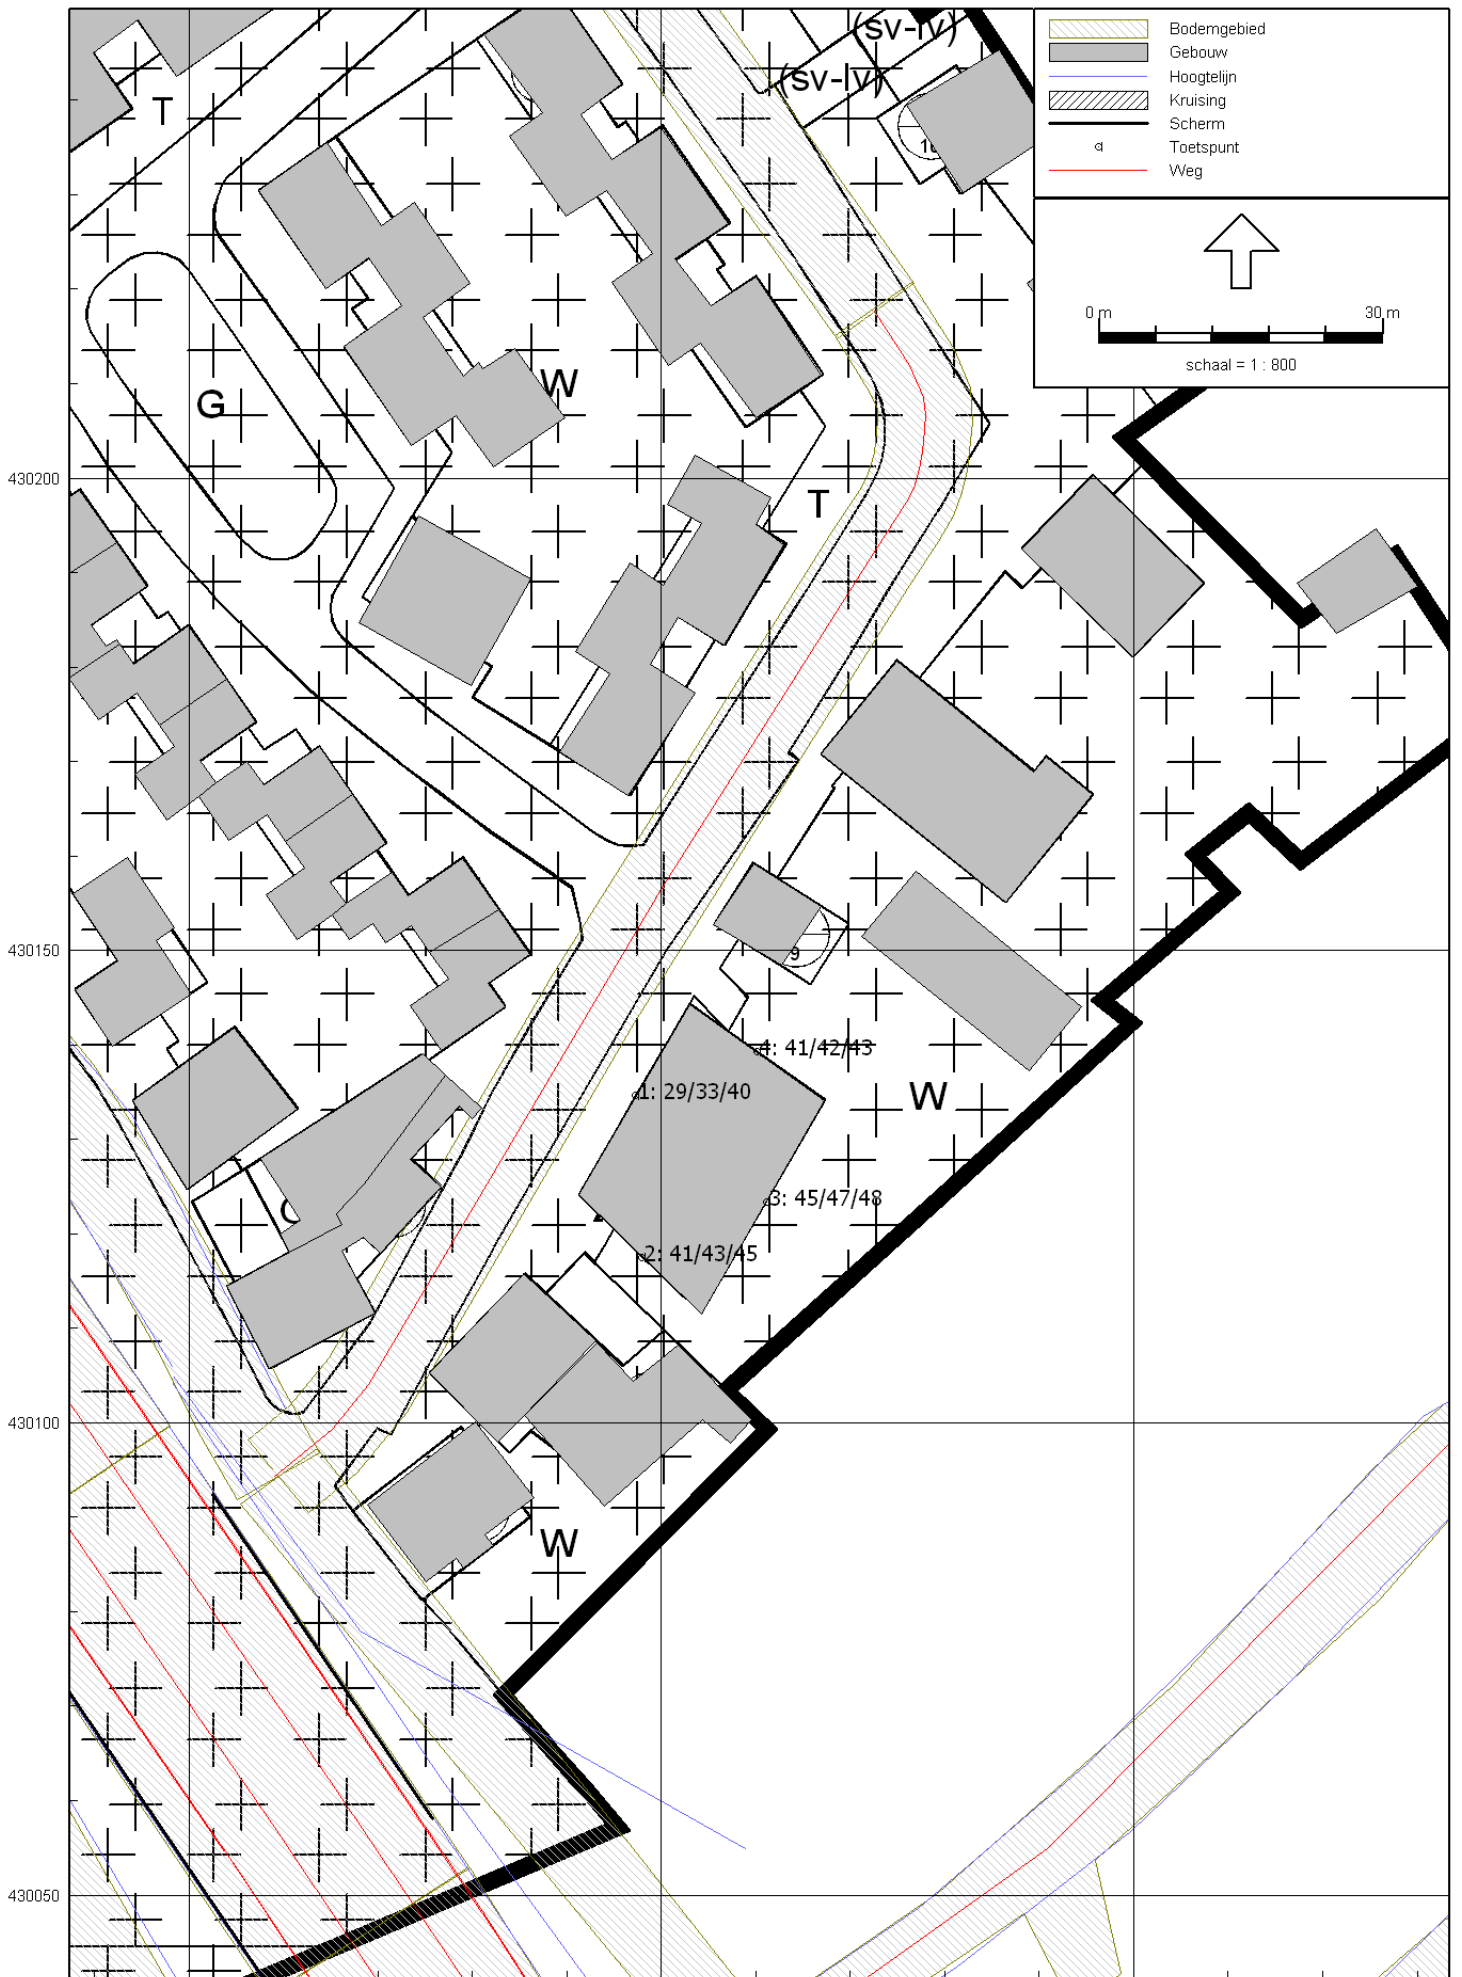 (sv-lv)
(sv-lv)
Bodemgebied
Gebouw
Hoogtelijn
Kruising
Scherm
Toetspunt
Weg
T
0 m 30 m
schaal = 1 : 800
W
G
430200
T
430150
9
4: 41/42/43
1: 29/33/40
W
3: 45/47/48
2: 41/43/45
430100
W
430050